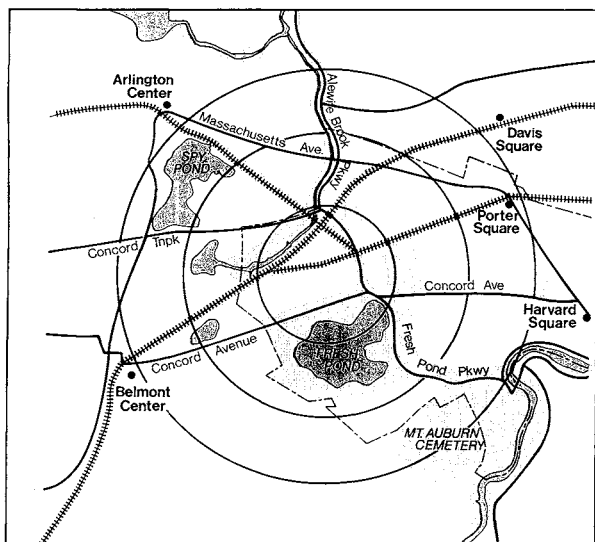 Arlington
Center
Massachusetts Ave.
Alewife Brook Pkwy
Davis
Square
SPY
POND
Porter
Square
Concord Tnpk
Concord Ave
Harvard
Square
Concord Avenue
FRESH
POND
Fresh Pond Pkwy
Belmont
Center
MT. AUBURN
CEMETERY